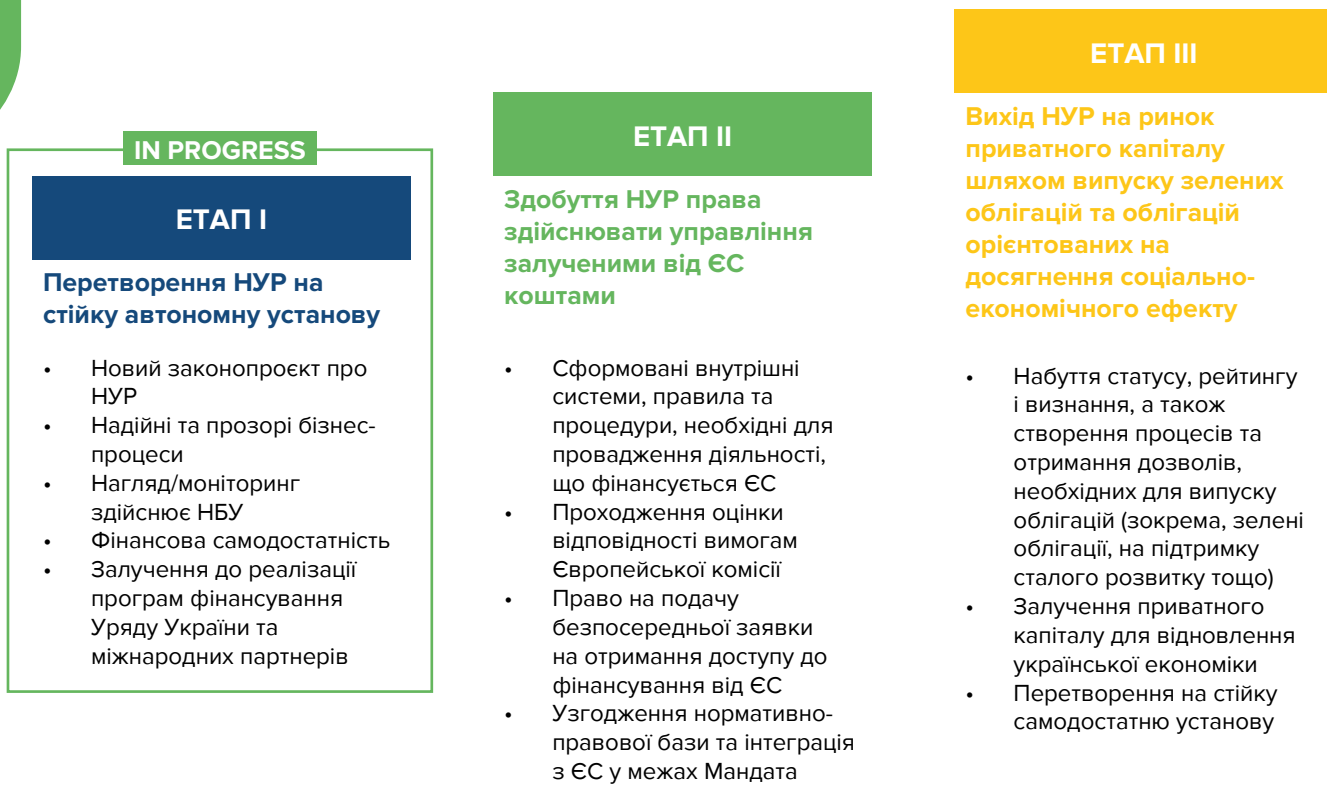 IN PROGRESS
ЕТАП I
Перетворення НУР на
стійку автономну установу
• Новий законопроєкт про
НУР
• Надійні та прозорі бізнес-
процеси
• Нагляд/моніторинг
здійснює НБУ
• Фінансова самодостатність
• Залучення до реалізації
програм фінансування
Уряду України та
міжнародних партнерів
ЕТАП II
Здобуття НУР права
здійснювати управління
залученими від ЄС
коштами
• Сформовані внутрішні
системи, правила та
процедури, необхідні для
провадження діяльності,
що фінансується ЄС
• Проходження оцінки
відповідності вимогам
Європейської комісії
• Право на подачу
безпосередньої заявки
на отримання доступу до
фінансування від ЄС
• Узгодження нормативно-
правової бази та інтеграція
з ЄС у межах Мандата
ЕТАП III
Вихід НУР на ринок
приватного капіталу
шляхом випуску зелених
облігацій та облігацій
орієнтованих на
досягнення соціально-
економічного ефекту
• Набуття статусу, рейтингу
і визнання, а також
створення процесів та
отримання дозволів,
необхідних для випуску
облігацій (зокрема, зелені
облігації, на підтримку
сталого розвитку тощо)
• Залучення приватного
капіталу для відновлення
української економіки
• Перетворення на стійку
самодостатню установу